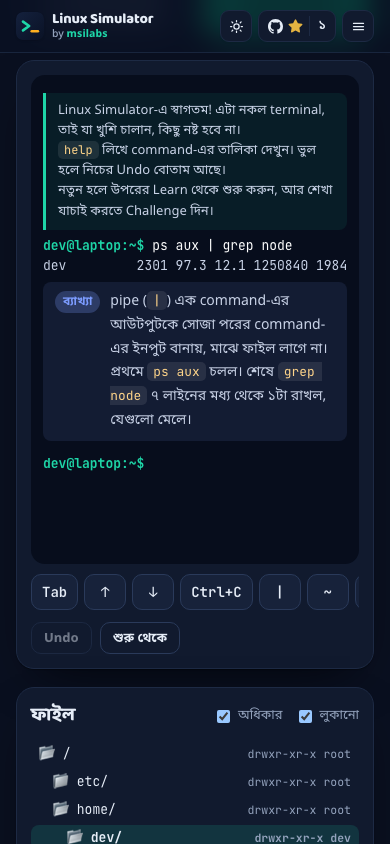 Linux Simulator
by msilabs
১
Linux Simulator-এ স্বাগতম! এটা নকল terminal,
তাই যা খুশি চালান, কিছু নষ্ট হবে না।
help লিখে command-এর তালিকা দেখুন। ভুল
হলে নিচের Undo বোতাম আছে।
নতুন হলে উপরের Learn থেকে শুরু করুন, আর শেখা
যাচাই করতে Challenge দিন।
dev@laptop:~$ ps aux | grep node
dev 2301 97.3 12.1 1250840 1984
ব্যাখ্যা
pipe (|) এক command-এর
আউটপুটকে সোজা পরের command-
এর ইনপুট বানায়, মাঝে ফাইল লাগে না।
প্রথমে ps aux চলল। শেষে grep
node ৭ লাইনের মধ্য থেকে ১টা রাখল,
যেগুলো মেলে।
dev@laptop:~$
Tab ↑ ↓ Ctrl+C | ~
Undo শুরু থেকে
ফাইল অধিকার লুকানো
/ drwxr-xr-x root
etc/ drwxr-xr-x root
home/ drwxr-xr-x root
dev/ drwxr-xr-x dev